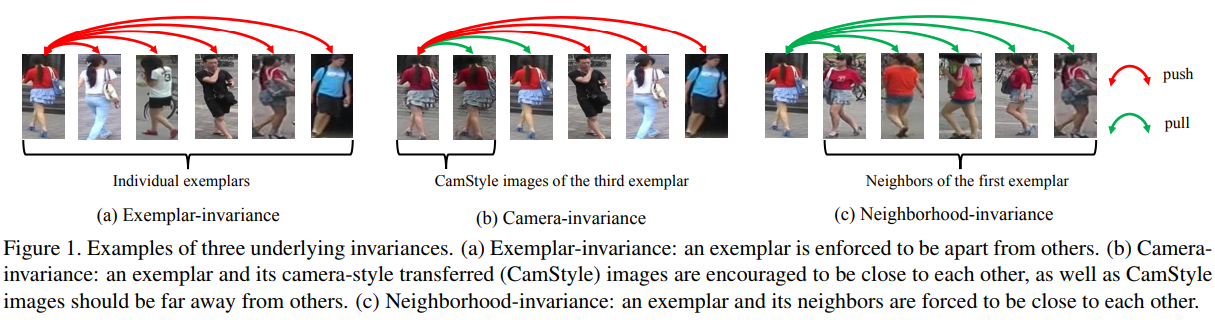 push
pull
Individual exemplars
CamStyle images of the third exemplar
Neighbors of the first exemplar
(a) Exemplar-invariance
(b) Camera-invariance
(c) Neighborhood-invariance
Figure 1. Examples of three underlying invariances. (a) Exemplar-invariance: an exemplar is enforced to be apart from others. (b) Camera-
invariance: an exemplar and its camera-style transferred (CamStyle) images are encouraged to be close to each other, as well as CamStyle
images should be far away from others. (c) Neighborhood-invariance: an exemplar and its neighbors are forced to be close to each other.